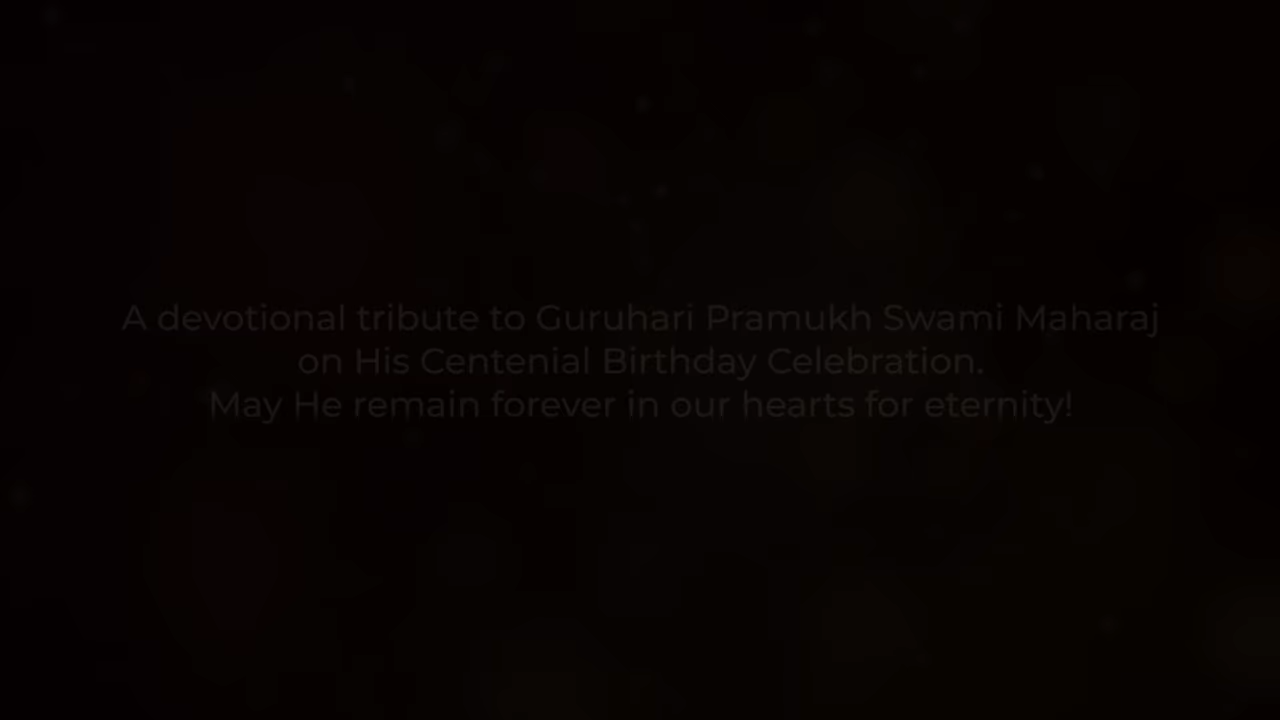 A devotional tribute to Guruhari Pramukh Swami Maharaj
on His Centenial Birthday Celebration.
May He remain forever in our hearts for eternity!